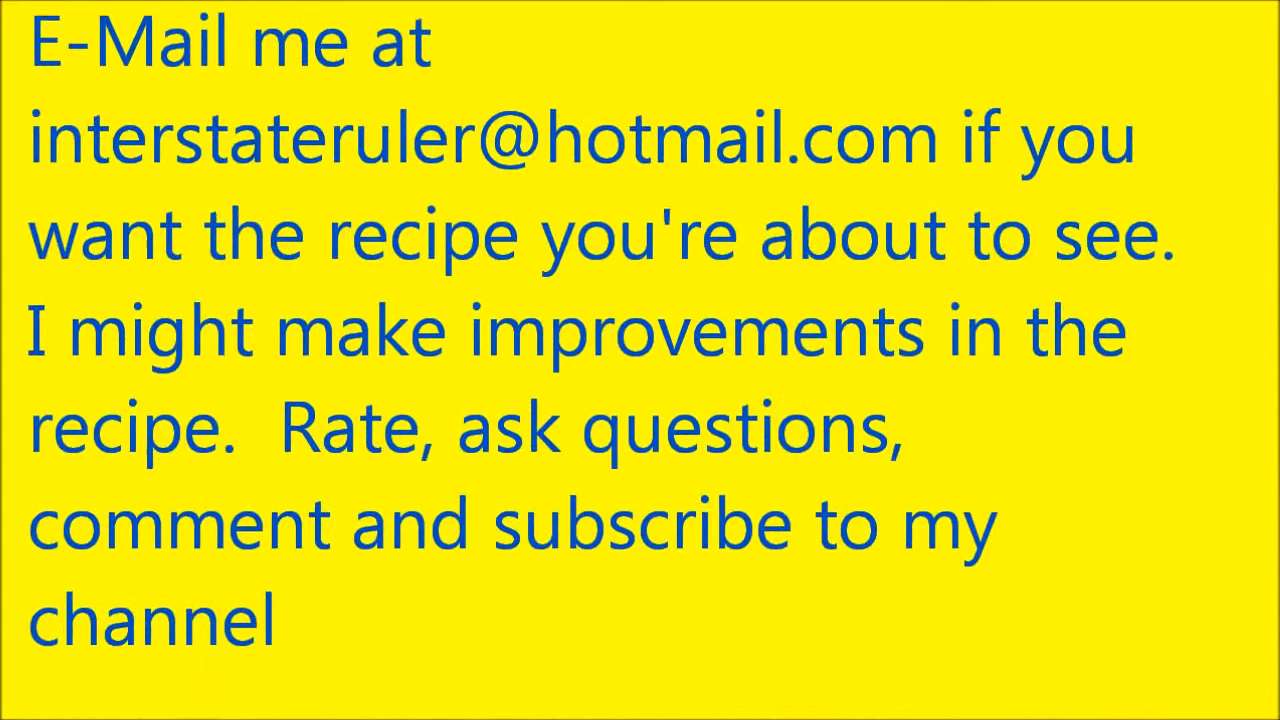 E-Mail me at
interstateruler@hotmail.com if you
want the recipe you're about to see.
I might make improvements in the
recipe.  Rate, ask questions,
comment and subscribe to my
channel